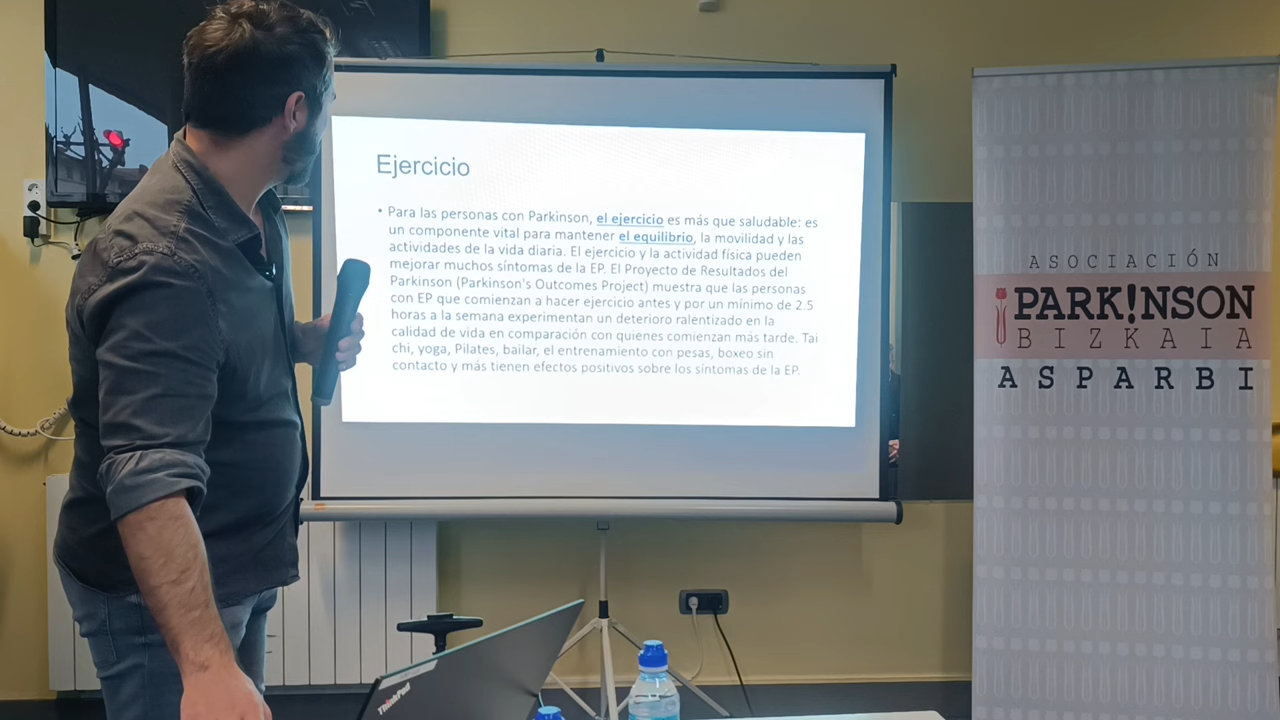 Ejercicio
• Para las personas con Parkinson, el ejercicio es más que saludable: es
un componente vital para mantener el equilibrio, la movilidad y las
actividades de la vida diaria. El ejercicio y la actividad física pueden
mejorar muchos síntomas de la EP. El Proyecto de Resultados del
Parkinson (Parkinson's Outcomes Project) muestra que las personas
con EP que comienzan a hacer ejercicio antes y por un mínimo de 2.5
horas a la semana experimentan un deterioro ralentizado en la
calidad de vida en comparación con quienes comienzan más tarde. Tai
chi, yoga, Pilates, bailar, el entrenamiento con pesas, boxeo sin
contacto y más tienen efectos positivos sobre los síntomas de la EP.
ASOCIACIÓN
PARK!NSON
BIZKAIA
ASPARBI
ThinkPad